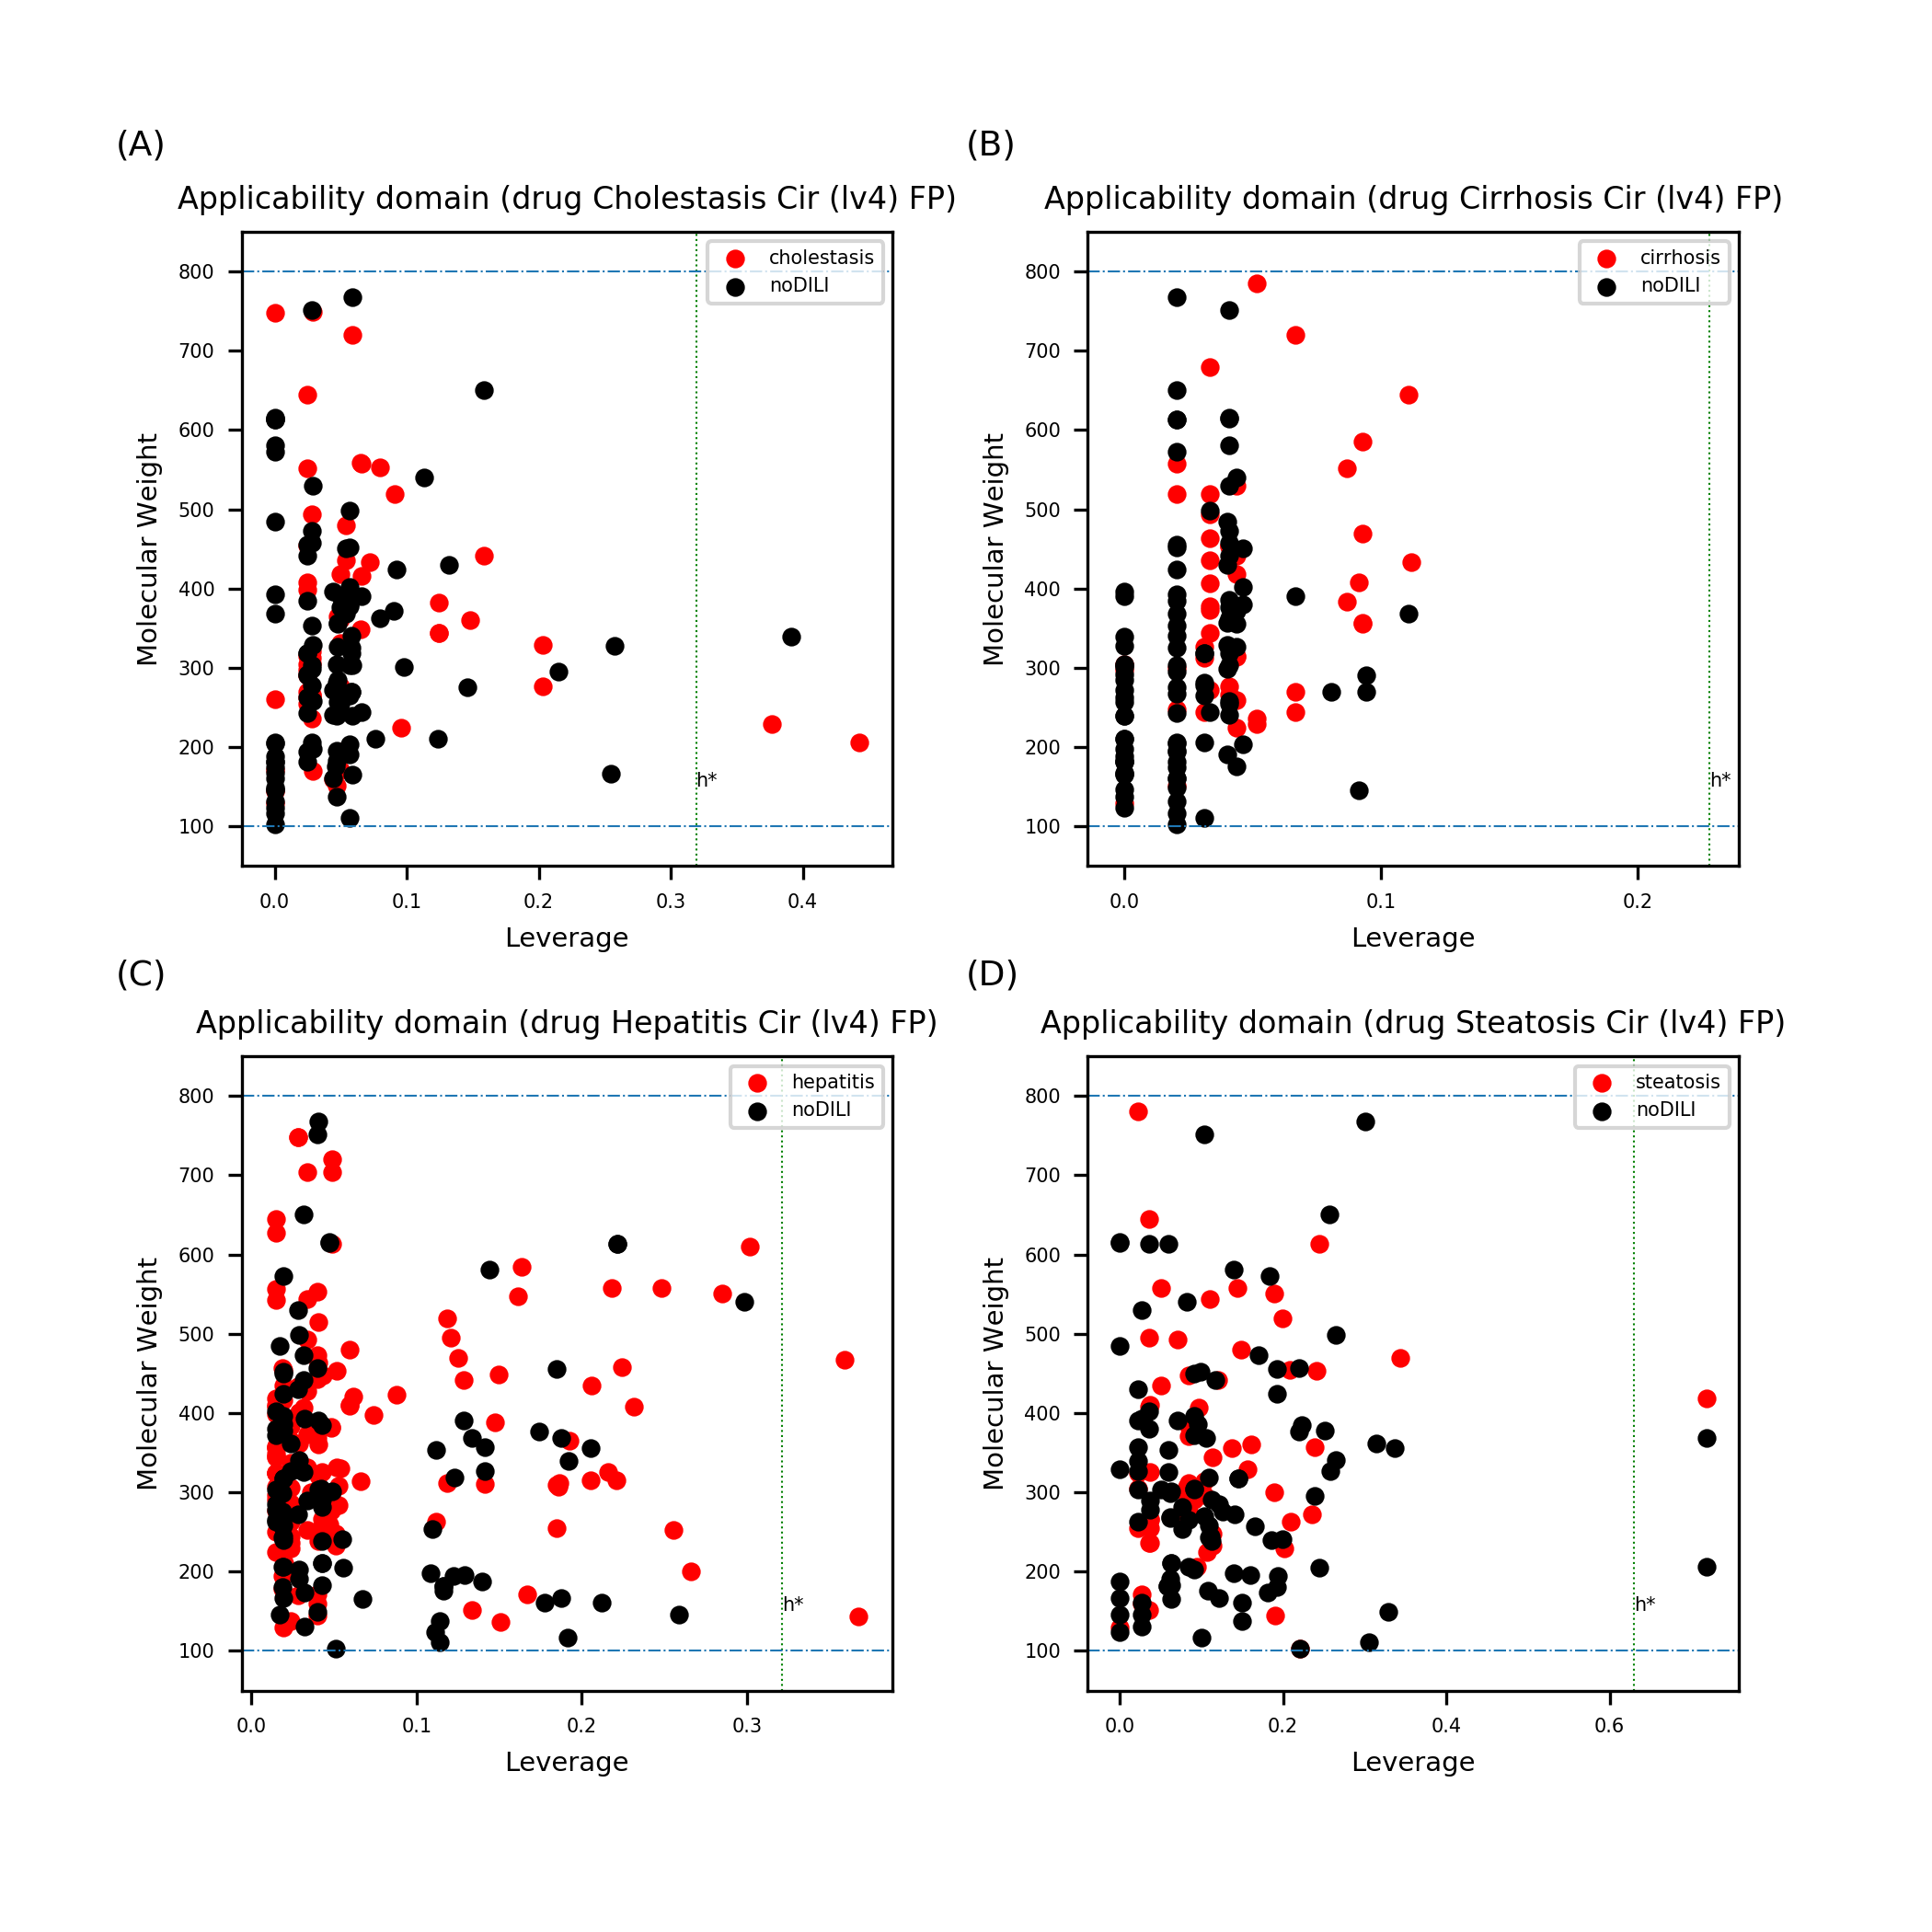 (A)
Applicability domain (drug Cholestasis Cir (lv4) FP)
cholestasis
noDILI
800
700
600
500
400
300
200
100
Molecular Weight
h*
0.0 0.1 0.2 0.3 0.4
Leverage
(B)
Applicability domain (drug Cirrhosis Cir (lv4) FP)
cirrhosis
noDILI
800
700
600
500
400
300
200
100
Molecular Weight
h*
0.0 0.1 0.2
Leverage
(C)
Applicability domain (drug Hepatitis Cir (lv4) FP)
hepatitis
noDILI
800
700
600
500
400
300
200
100
Molecular Weight
h*
0.0 0.1 0.2 0.3
Leverage
(D)
Applicability domain (drug Steatosis Cir (lv4) FP)
steatosis
noDILI
800
700
600
500
400
300
200
100
Molecular Weight
h*
0.0 0.2 0.4 0.6
Leverage